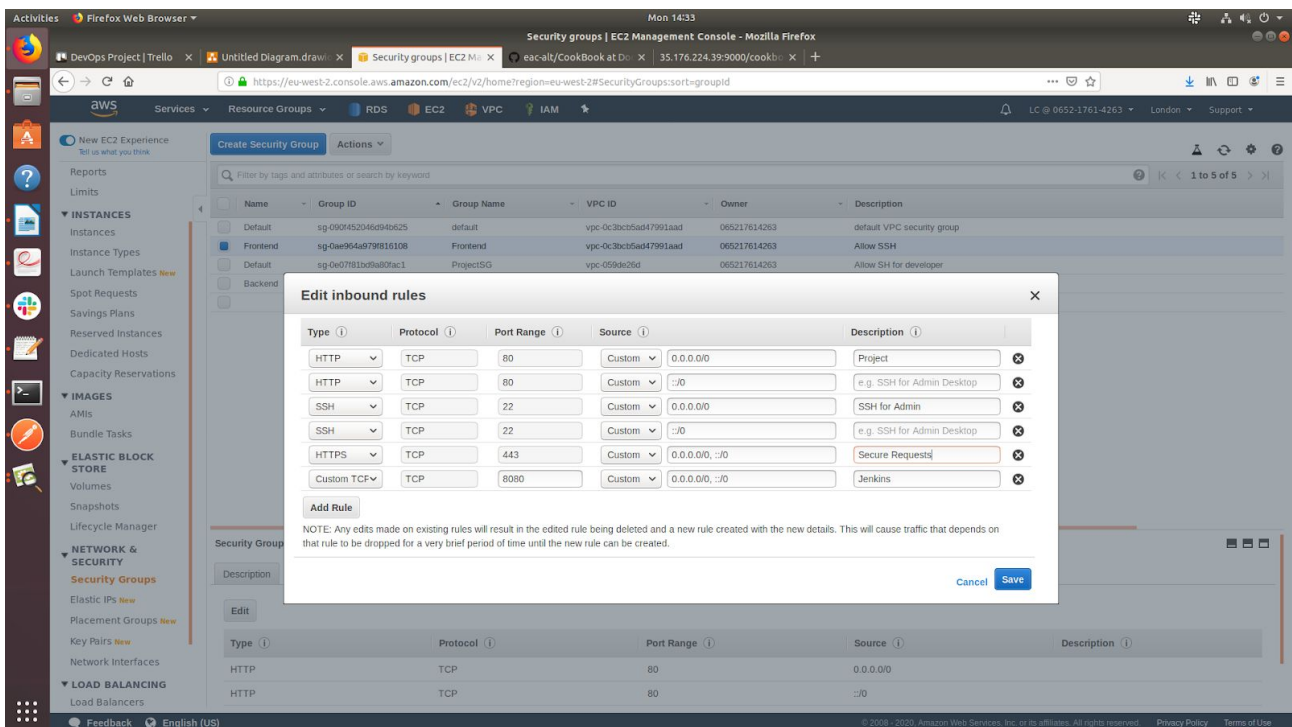 Activities Firefox Web Browser Mon 14:33
Security groups | EC2 Management Console - Mozilla Firefox
DevOps Project | Trello Untitled Diagram.drawio Security groups | EC2 Ma eac-alt/CookBook at Do 35.176.224.39:9000/cookbo
https://eu-west-2.console.aws.amazon.com/ec2/v2/home?region=eu-west-2#SecurityGroups:sort=groupId
aws Services Resource Groups RDS EC2 VPC IAM LC @ 0652-1761-4263 London Support
New EC2 Experience
Tell us what you think
Create Security Group Actions
Reports
Limits
INSTANCES
Instances
Instance Types
Launch Templates New
Spot Requests
Savings Plans
Reserved Instances
Dedicated Hosts
Capacity Reservations
IMAGES
AMIs
Bundle Tasks
ELASTIC BLOCK
STORE
Volumes
Snapshots
Lifecycle Manager
NETWORK &
SECURITY
Security Groups
Elastic IPs New
Placement Groups New
Key Pairs New
Network Interfaces
LOAD BALANCING
Load Balancers
Filter by tags and attributes or search by keyword 1 to 5 of 5
Name Group ID Group Name VPC ID Owner Description
Default sg-090f452046d94b625 default vpc-0c3bcb5ad47991aad 065217614263 default VPC security group
Frontend sg-0ae964a979f816108 Frontend vpc-0c3bcb5ad47991aad 065217614263 Allow SSH
Default sg-0e07f81bd9a80fac1 ProjectSG vpc-059de26d 065217614263 Allow SH for developer
Backend
Edit inbound rules
Type Protocol Port Range Source Description
HTTP TCP 80 Custom 0.0.0.0/0 Project
HTTP TCP 80 Custom ::/0 e.g. SSH for Admin Desktop
SSH TCP 22 Custom 0.0.0.0/0 SSH for Admin
SSH TCP 22 Custom ::/0 e.g. SSH for Admin Desktop
HTTPS TCP 443 Custom 0.0.0.0/0, ::/0 Secure Requests
Custom TCP TCP 8080 Custom 0.0.0.0/0, ::/0 Jenkins
Add Rule
NOTE: Any edits made on existing rules will result in the edited rule being deleted and a new rule created with the new details. This will cause traffic that depends on
that rule to be dropped for a very brief period of time until the new rule can be created.
Cancel Save
Security Group
Description
Edit
Type Protocol Port Range Source Description
HTTP TCP 80 0.0.0.0/0
HTTP TCP 80 ::/0
Feedback English (US) © 2008 - 2020, Amazon Web Services, Inc. or its affiliates. All rights reserved. Privacy Policy Terms of Use